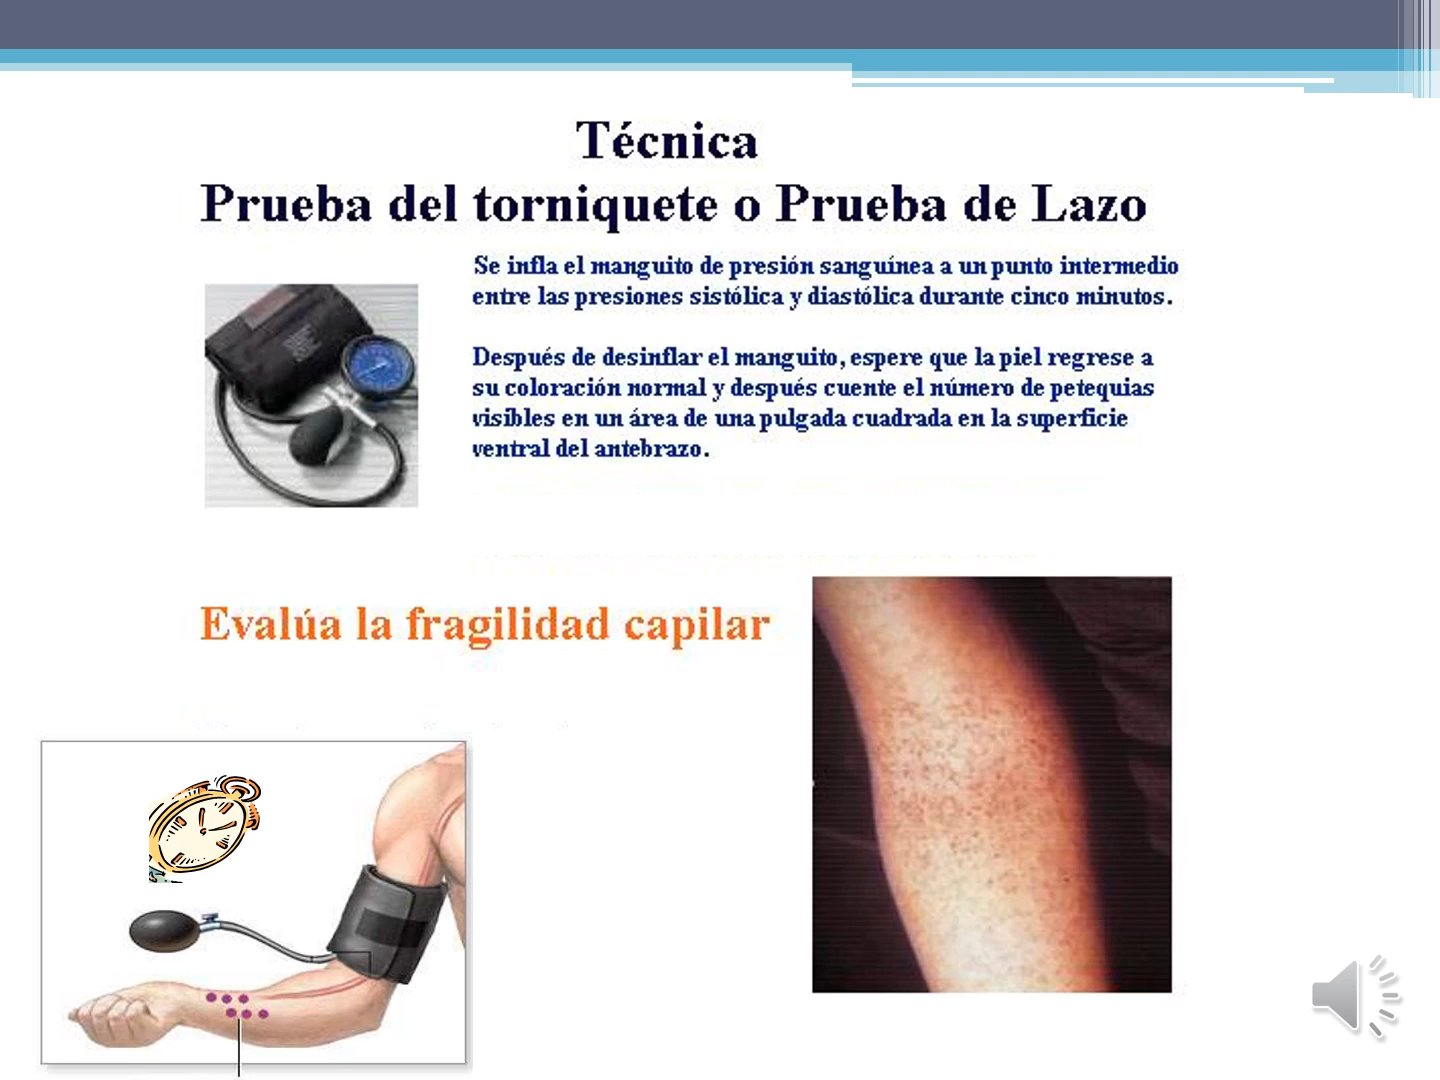 Técnica
Prueba del torniquete o Prueba de Lazo
Se infla el manguito de presión sanguínea a un punto intermedio
entre las presiones sistólica y diastólica durante cinco minutos.
Después de desinflar el manguito, espere que la piel regrese a
su coloración normal y después cuente el número de petequias
visibles en un área de una pulgada cuadrada en la superficie
ventral del antebrazo.
Evalúa la fragilidad capilar